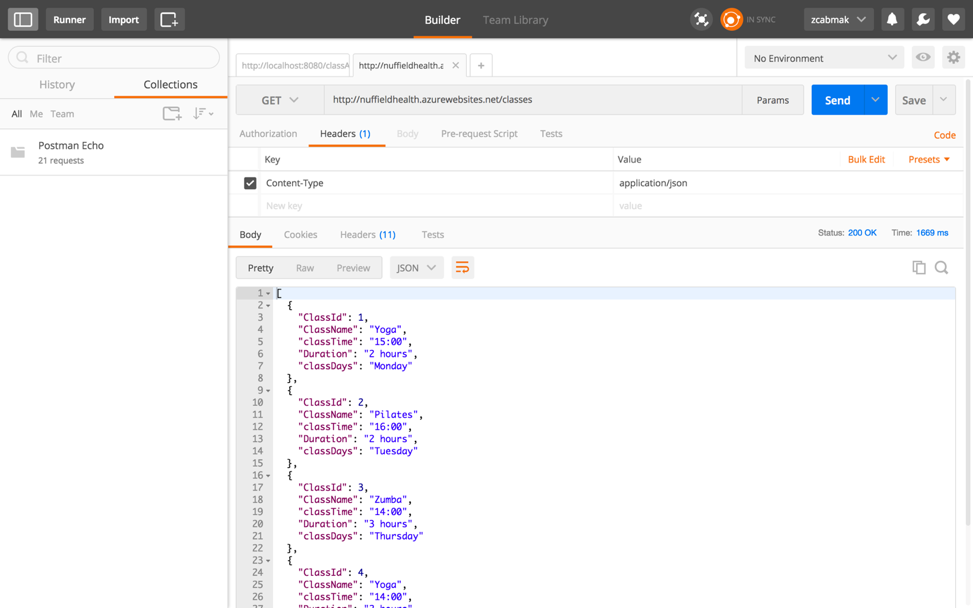 Runner Import Builder Team Library IN SYNC zcabmak
Filter
History Collections
All Me Team
Postman Echo
21 requests
http://localhost:8080/classA http://nuffieldhealth.a × + No Environment
GET http://nuffieldhealth.azurewebsites.net/classes Params Send Save
Authorization Headers (1) Body Pre-request Script Tests Code
Key Value Bulk Edit Presets
Content-Type application/json
New key value
Body Cookies Headers (11) Tests Status: 200 OK Time: 1669 ms
Pretty Raw Preview JSON
1 [
2 {
3 "ClassId": 1,
4 "ClassName": "Yoga",
5 "classTime": "15:00",
6 "Duration": "2 hours",
7 "classDays": "Monday"
8 },
9 {
10 "ClassId": 2,
11 "ClassName": "Pilates",
12 "classTime": "16:00",
13 "Duration": "2 hours",
14 "classDays": "Tuesday"
15 },
16 {
17 "ClassId": 3,
18 "ClassName": "Zumba",
19 "classTime": "14:00",
20 "Duration": "3 hours",
21 "classDays": "Thursday"
22 },
23 {
24 "ClassId": 4,
25 "ClassName": "Yoga",
26 "classTime": "14:00",
27 "Duration": hours",